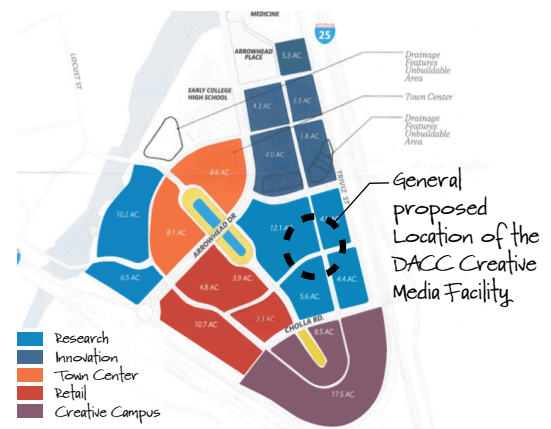 MEDICINE
25
ARROWHEAD
PLACE
5.3 AC.
Drainage
Features
Unbuildable
Area
LOCUST ST
EARLY COLLEGE
HIGH SCHOOL
4.3 AC.
3.3 AC.
Town Center
Drainage
Features
Unbuildable
Area
1.8 AC.
4.0 AC.
8.6 AC.
TRIVIZ ST
General
proposed
Location of the
DACC Creative
Media Facility
10.2 AC.
8.1 AC.
ARROWHEAD DR
12.1
6.5 AC.
3.9 AC.
4.8 AC.
4.4 AC.
5.6 AC.
10.7 AC.
3.3 AC.
CHOLLA RD.
8.5 AC.
17.5 AC.
Research
Innovation
Town Center
Retail
Creative Campus